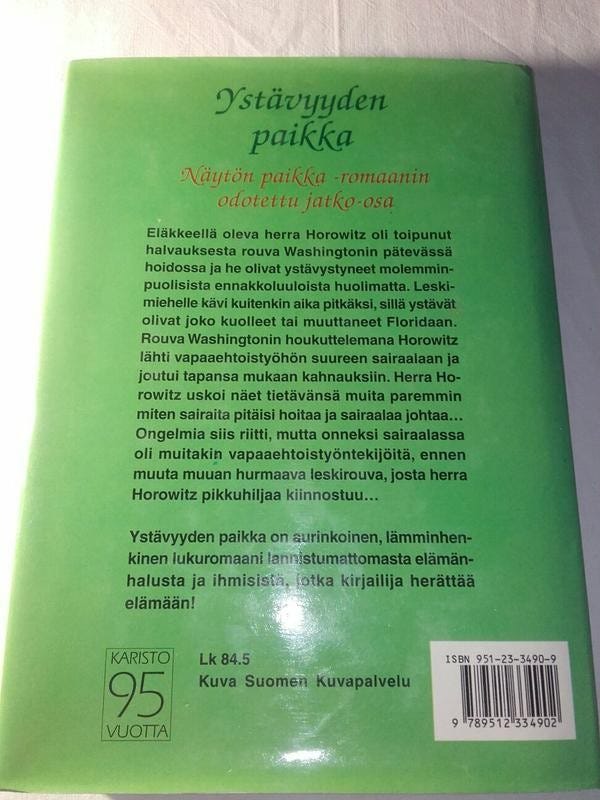 Ystävyyden
paikka
Näytön paikka -romaanin
odotettu jatko-osa
Eläkkeellä oleva herra Horowitz oli toipunut
halvauksesta rouva Washingtonin pätevässä
hoidossa ja he olivat ystävystyneet molemmin-
puolisista ennakkoluuloista huolimatta. Leski-
miehelle kävi kuitenkin aika pitkäksi, sillä ystävät
olivat joko kuolleet tai muuttaneet Floridaan.
Rouva Washingtonin houkuttelemana Horowitz
lähti vapaaehtoistyöhön suureen sairaalaan ja
joutui tapansa mukaan kahnauksiin. Herra Ho-
rowitz uskoi näet tietävänsä muita paremmin
miten sairaita pitäisi hoitaa ja sairaalaa johtaa...
Ongelmia siis riitti, mutta onneksi sairaalassa
oli muitakin vapaaehtoistyöntekijöitä, ennen
muuta muuan hurmaava leskirouva, josta herra
Horowitz pikkuhiljaa kiinnostuu...
Ystävyyden paikka on aurinkoinen, lämminhen-
kinen lukuromaani lannistumattomasta elämän-
halusta ja ihmisistä, jotka kirjailija herättää
elämään!
KARISTO
95
VUOTTA
Lk 84.5
Kuva Suomen Kuvapalvelu
ISBN 951-23-3490-9
9 789512 334902